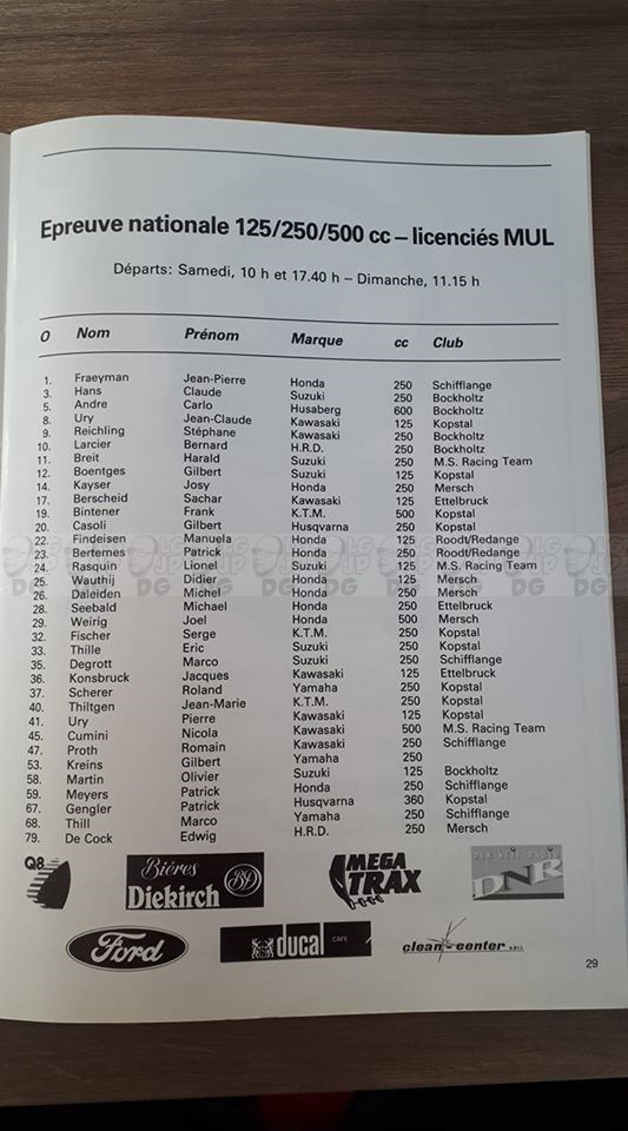 Epreuve nationale 125/250/500 cc – licenciés MUL
Départs: Samedi, 10 h et 17.40 h – Dimanche, 11.15 h
O Nom Prénom Marque cc Club
1. Fraeyman Jean-Pierre Honda 250 Schifflange
3. Hans Claude Suzuki 250 Bockholtz
5. Andre Carlo Husaberg 600 Bockholtz
8. Ury Jean-Claude Kawasaki 125 Kopstal
9. Reichling Stéphane Kawasaki 250 Bockholtz
10. Larcier Bernard H.R.D. 250 Bockholtz
11. Breit Harald Suzuki 250 M.S. Racing Team
12. Boentges Gilbert Suzuki 125 Kopstal
14. Kayser Josy Honda 250 Mersch
17. Berscheid Sachar Kawasaki 125 Ettelbruck
19. Bintener Frank K.T.M. 500 Kopstal
20. Casoli Gilbert Husqvarna 250 Kopstal
22. Findeisen Manuela Honda 125 Roodt/Redange
23. Bertemes Patrick Honda 250 Roodt/Redange
24. Rasquin Lionel Suzuki 125 M.S. Racing Team
25. Wauthij Didier Honda 125 Mersch
26. Daleiden Michel Honda 250 Mersch
28. Seebald Michael Honda 250 Ettelbruck
29. Weirig Joel Honda 500 Mersch
32. Fischer Serge K.T.M. 250 Kopstal
33. Thille Eric Suzuki 250 Kopstal
35. Degrott Marco Suzuki 250 Schifflange
36. Konsbruck Jacques Kawasaki 125 Ettelbruck
37. Scherer Roland Yamaha 250 Kopstal
40. Thiltgen Jean-Marie K.T.M. 250 Kopstal
41. Ury Pierre Kawasaki 125 Kopstal
45. Cumini Nicola Kawasaki 500 M.S. Racing Team
47. Proth Romain Kawasaki 250 Schifflange
53. Kreins Gilbert Yamaha 250
58. Martin Olivier Suzuki 125 Bockholtz
59. Meyers Patrick Honda 250 Schifflange
67. Gengler Patrick Husqvarna 360 Kopstal
68. Thill Marco Yamaha 250 Schifflange
79. De Cock Edwig H.R.D. 250 Mersch
Q8
Bières
Diekirch
MEGA
TRAX
DNR
Ford
ducal CAFE
clean-center
29